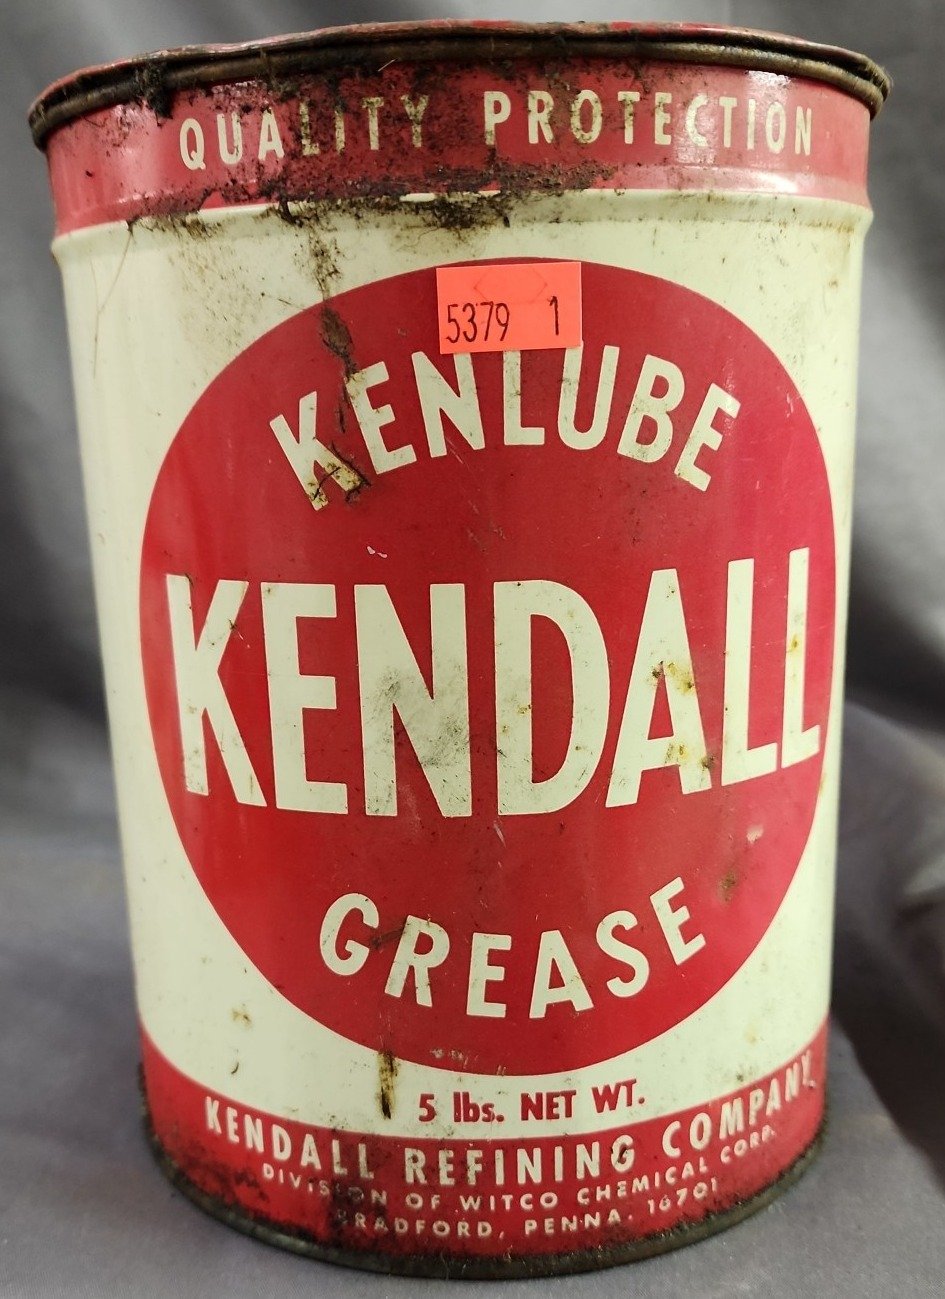 QUALITY PROTECTION
5379 1
KENLUBE
KENDALL
GREASE
5 lbs. NET WT.
KENDALL REFINING COMPANY
DIVISION OF WITCO CHEMICAL CORP.
BRADFORD, PENNA. 16701